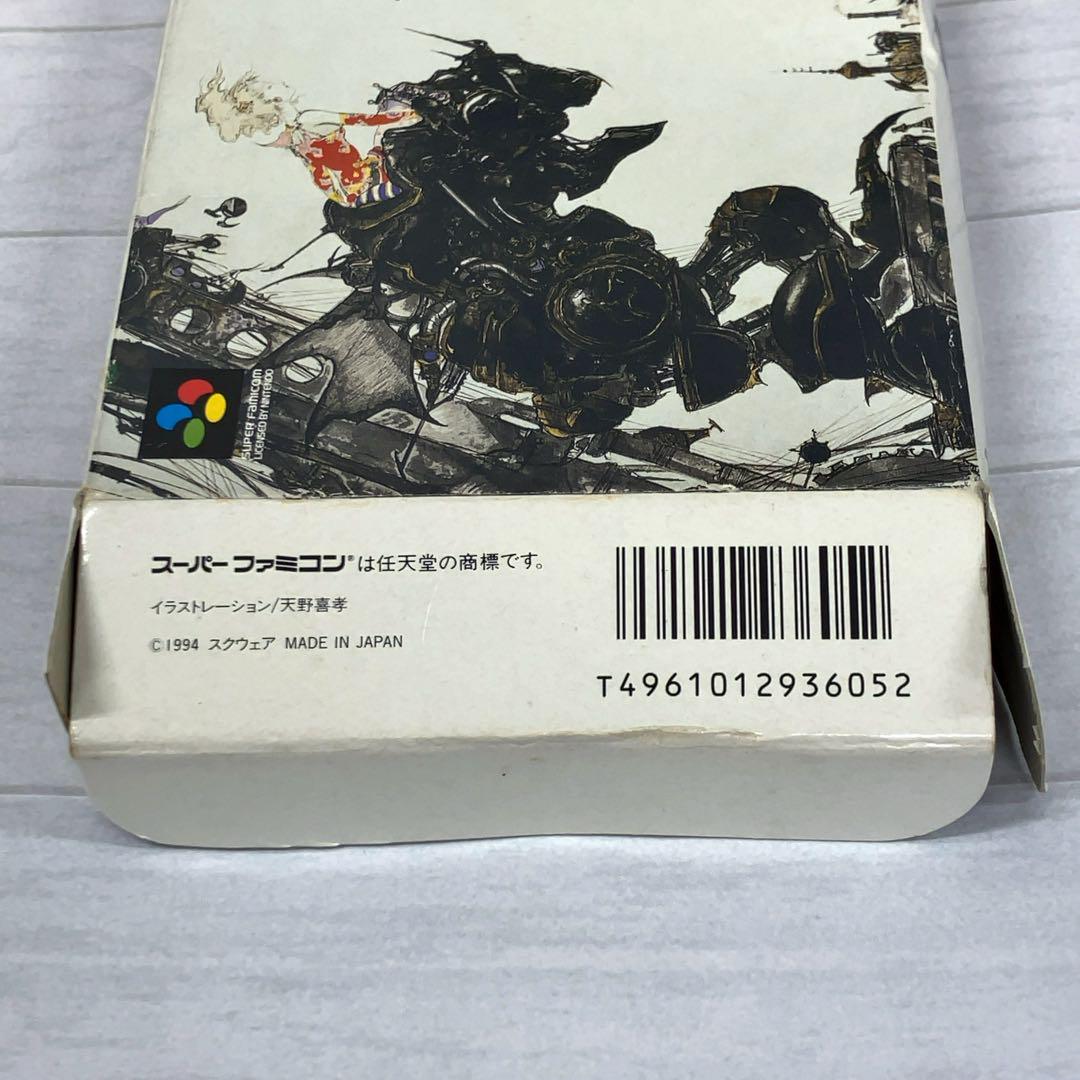 SUPER Famicom
LICENSED BY NINTENDO
スーパーファミコン®は任天堂の商標です。
イラストレーション/天野喜孝
©1994 スクウェア MADE IN JAPAN
T4961012936052